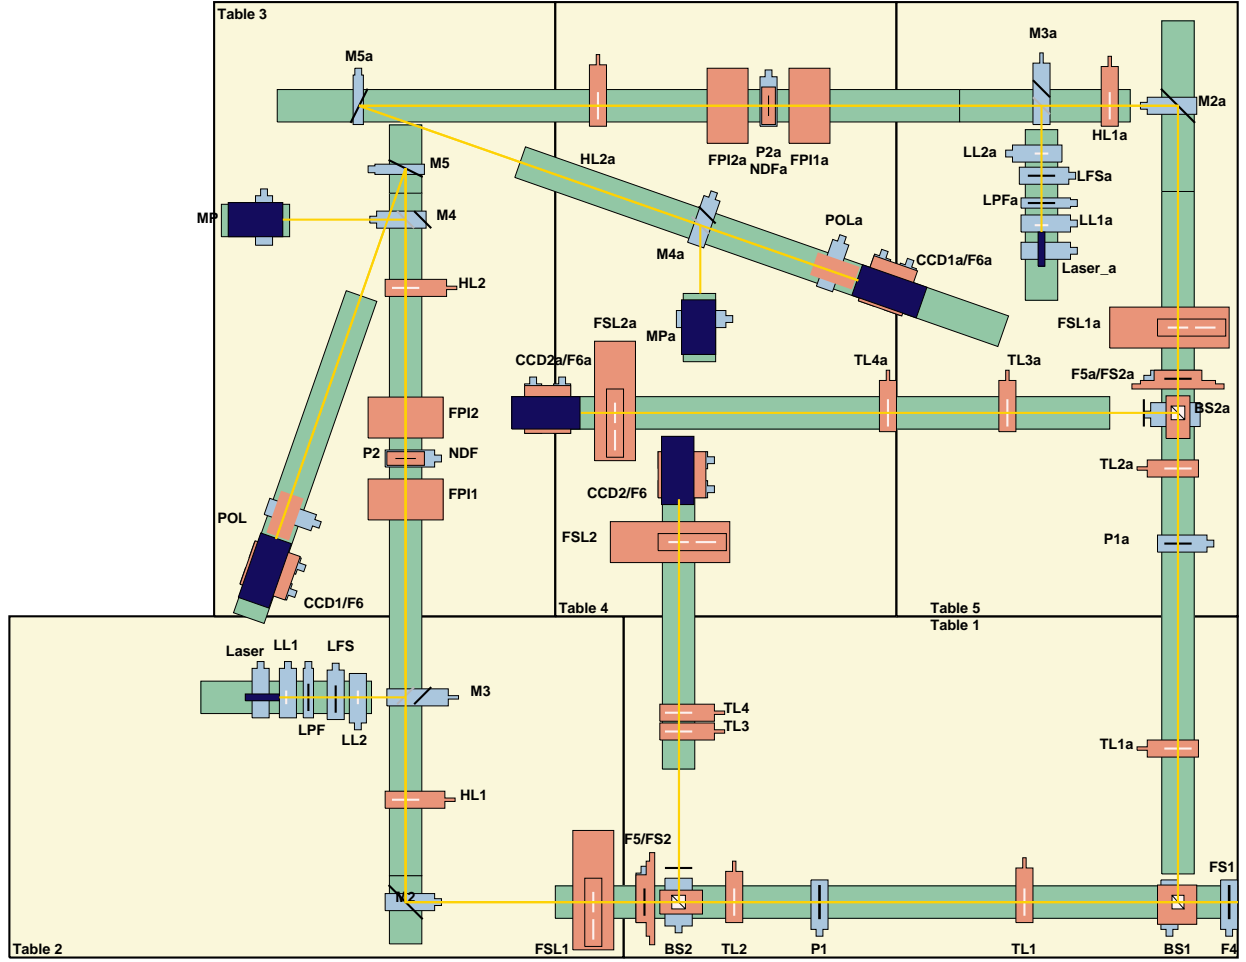 Table 3
M3a
M5a
M2a
HL1a
HL2a
P2a
FPI2a
FPI1a
NDFa
LL2a
M5
LFSa
LPFa
MP
M4
POLa
LL1a
M4a
CCD1a/F6a
Laser_a
HL2
FSL2a
MPa
FSL1a
CCD2a/F6a
TL4a
TL3a
F5a/FS2a
FPI2
BS2a
P2
NDF
TL2a
CCD2/F6
FPI1
POL
FSL2
P1a
CCD1/F6
Table 4
Table 5
Table 1
Laser
LL1
LFS
M3
TL4
LPF
TL3
LL2
TL1a
HL1
F5/FS2
FS1
M2
Table 2
FSL1
BS2
TL2
P1
TL1
BS1
F4